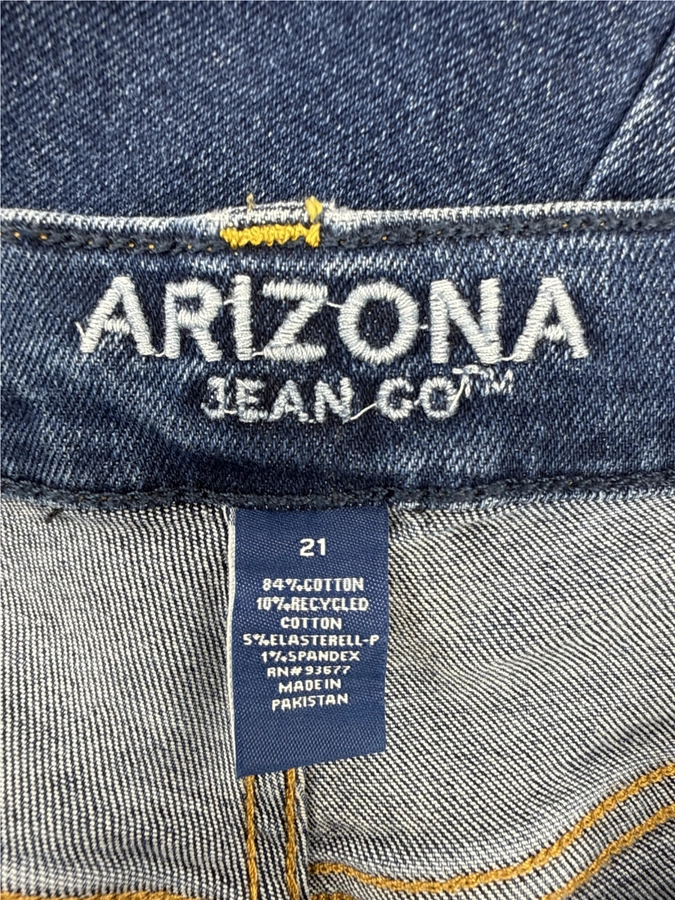 ARIZONA
JEAN CO™
21
84%COTTON
10%RECYCLED
COTTON
5%ELASTERELL-P
1%SPANDEX
RN#93677
MADE IN
PAKISTAN